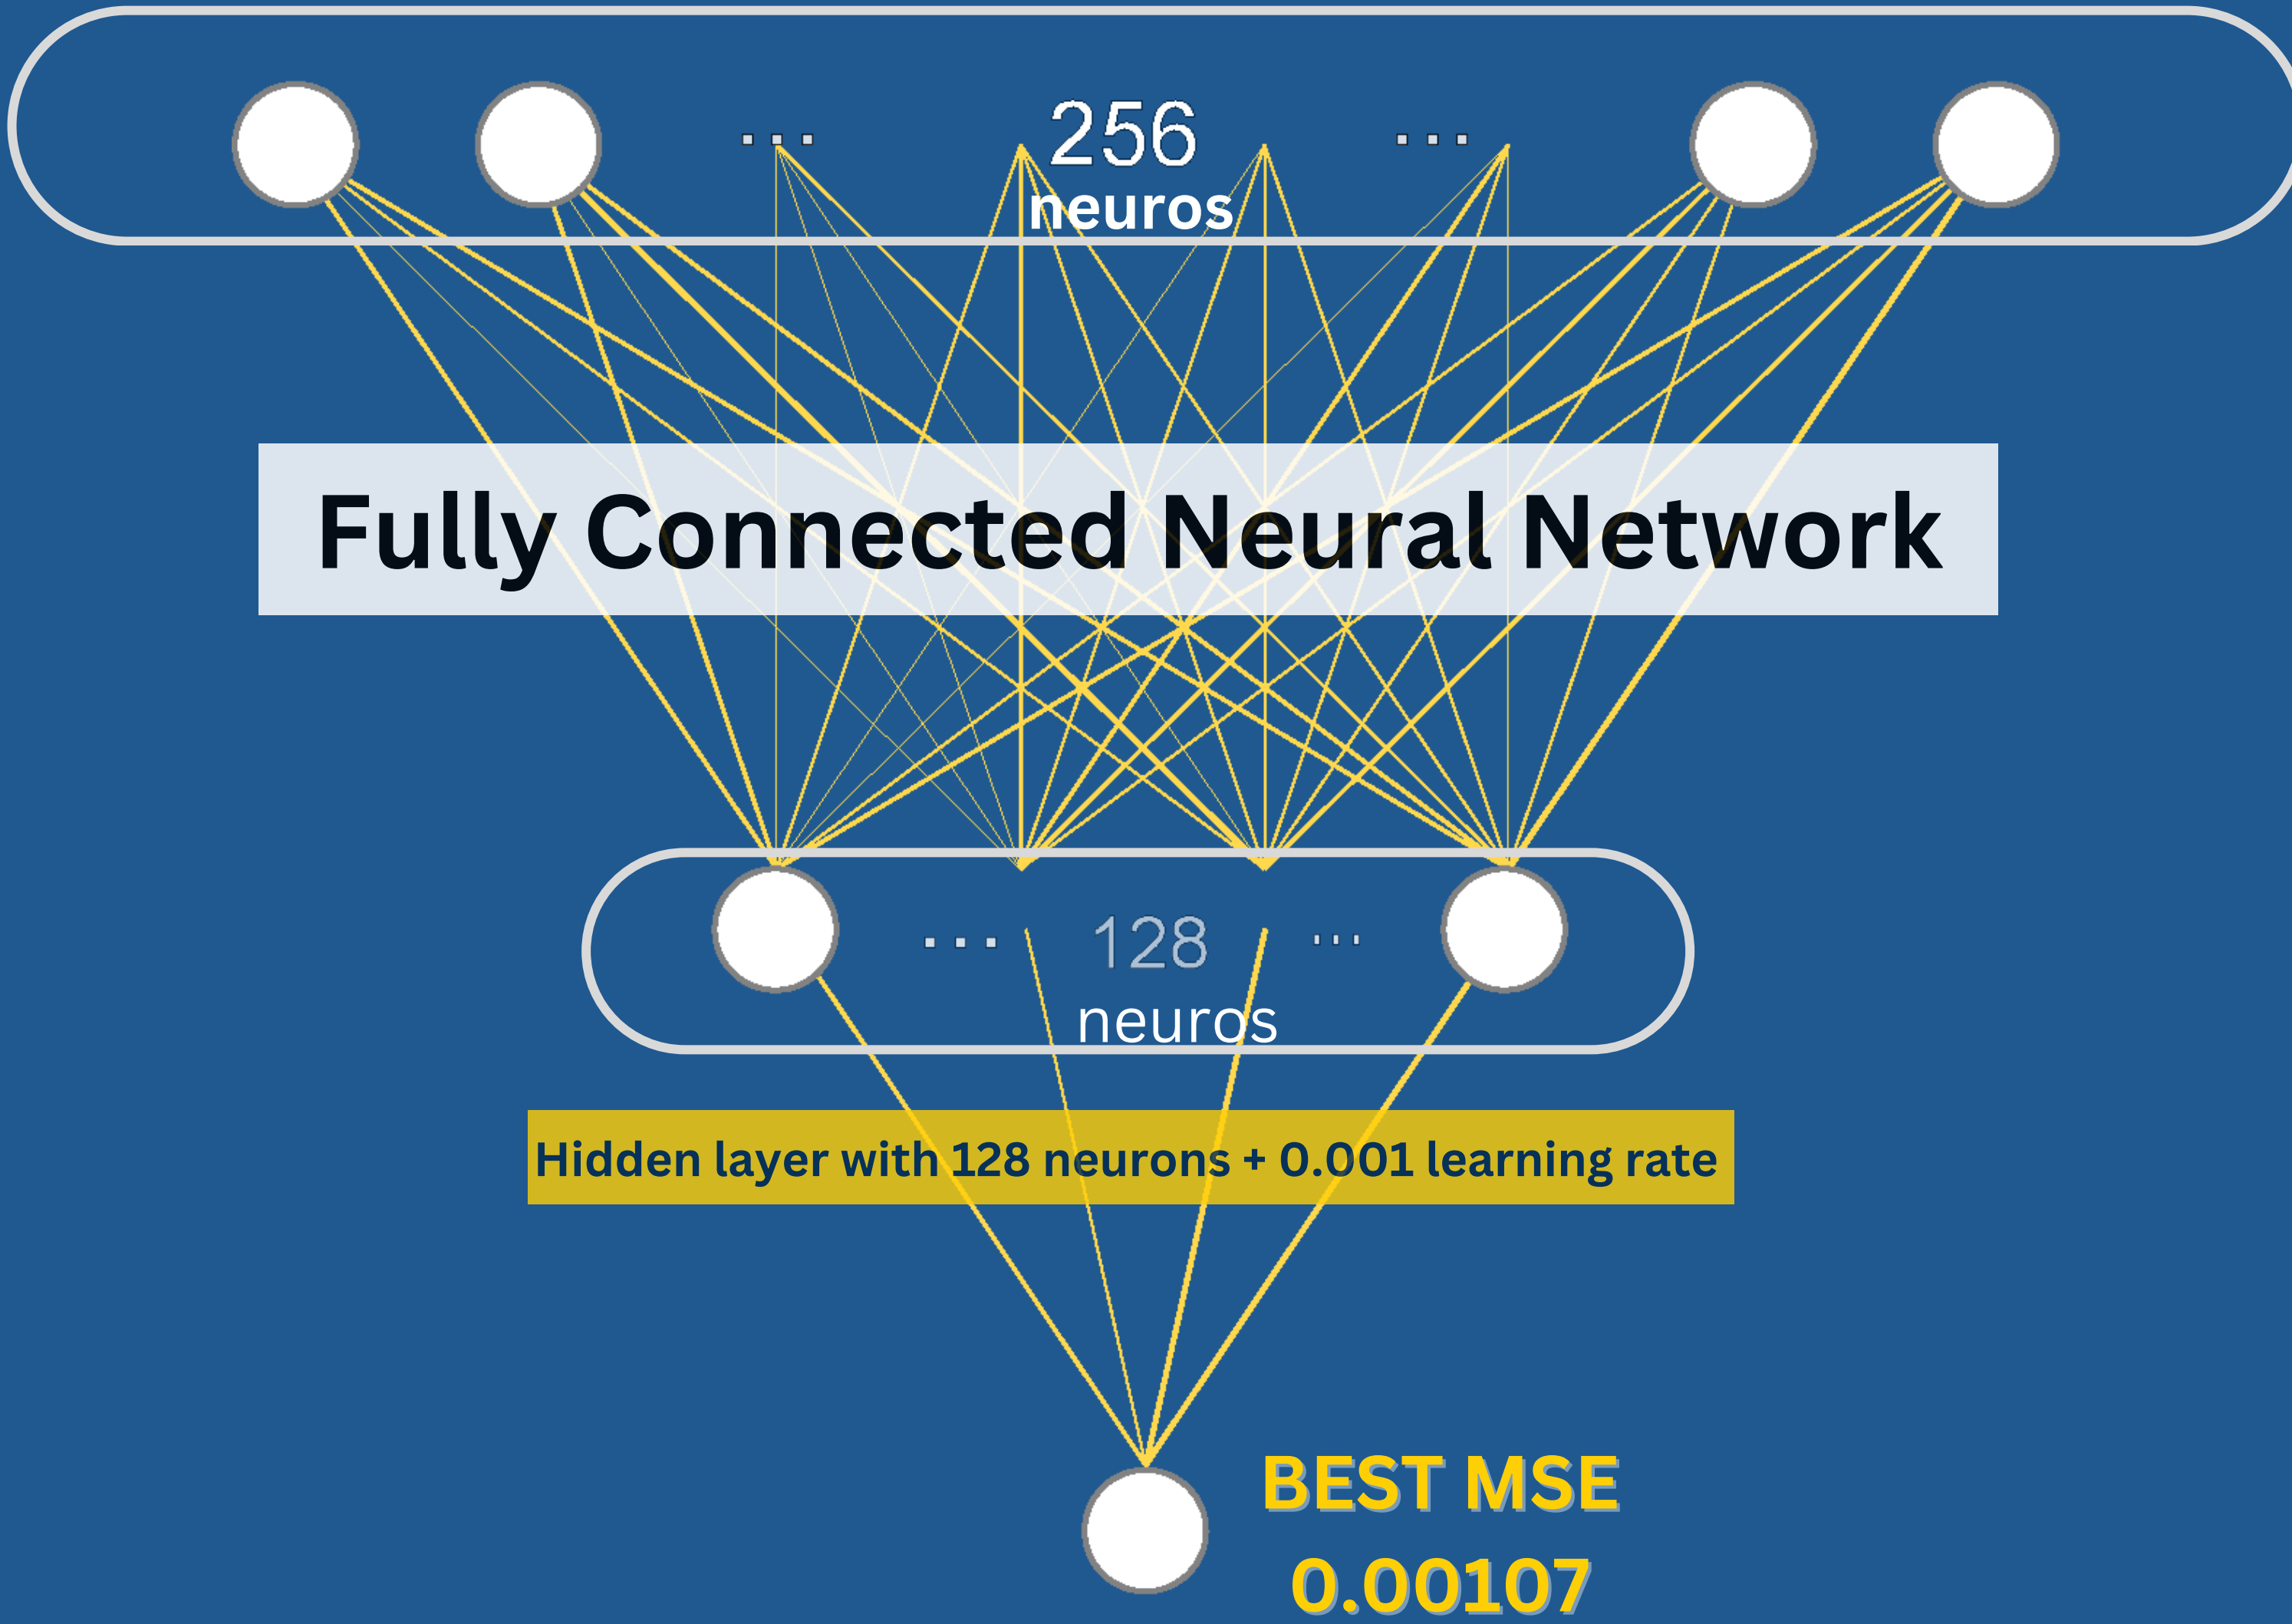 ... 256 ...
neuros
Fully Connected Neural Network
... 128 ...
neuros
Hidden layer with 128 neurons + 0.001 learning rate
BEST MSE
0.00107